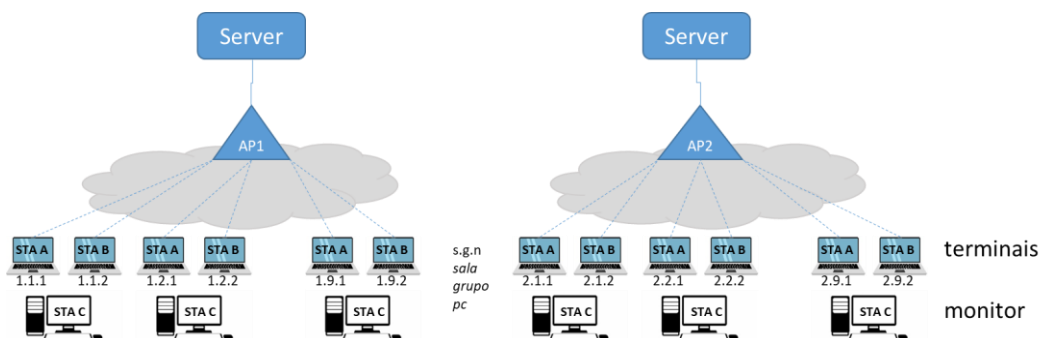 Server Server
AP1 AP2
STA A STA B STA A STA B STA A STA B s.g.n STA A STA B STA A STA B STA A STA B terminais
1.1.1 1.1.2 1.2.1 1.2.2 1.9.1 1.9.2 sala 2.1.1 2.1.2 2.2.1 2.2.2 2.9.1 2.9.2
grupo
pc
STA C STA C STA C STA C STA C STA C monitor